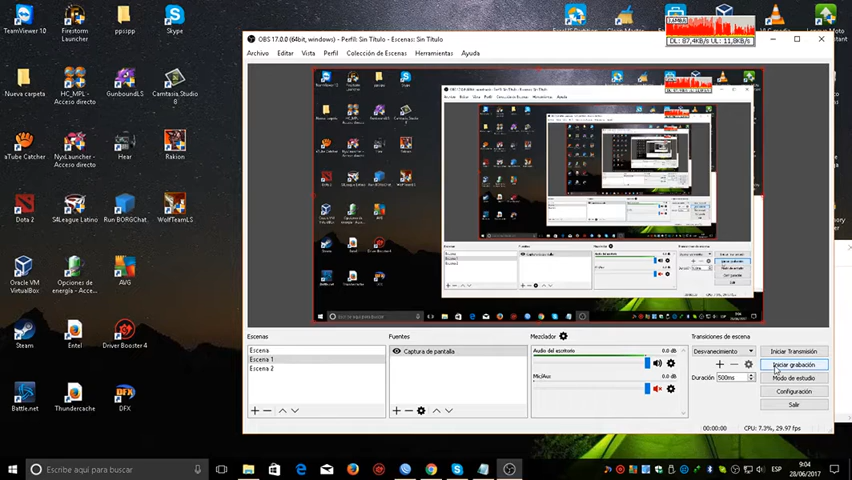 TeamViewer 10
Firestorm Launcher
ppsipp
Skype
Nueva carpeta
HC_MPL - Acceso directo
GunboundLS
Camtasia Studio 8
aTube Catcher
NyxLauncher - Acceso directo
Hear
Rakion
Dota 2
S4League Latino
Run BORGChat
WolfTeamLS
Oracle VM VirtualBox
Opciones de energía - Acce...
AVG
Steam
Entel
Driver Booster 4
Battle.net
Thundercache
DFX
DL: 87,4KB/s UL: 11,8KB/s
OBS 17.0.0 (64bit, windows) - Perfil: Sin Título - Escenas: Sin Título
Archivo Editar Vista Perfil Colección de Escenas Herramientas Ayuda
Escenas
Escena
Escena 1
Escena 2
Fuentes
Captura de pantalla
Mezclador
Audio del escritorio 0.0 dB
Mic/Aux 0.0 dB
Transiciones de escena
Desvanecimiento
Duración 500ms
Iniciar Transmisión
Iniciar grabación
Modo de estudio
Configuración
Salir
00:00:00 CPU: 7.3%, 29.97 fps
Escribe aquí para buscar
ESP
9:04
28/06/2017